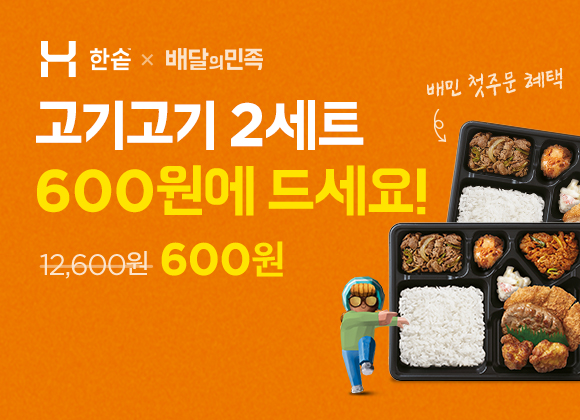 한솥 × 배달의민족
배민 첫주문 혜택
고기고기 2세트
600원에 드세요!
12,600원 600원